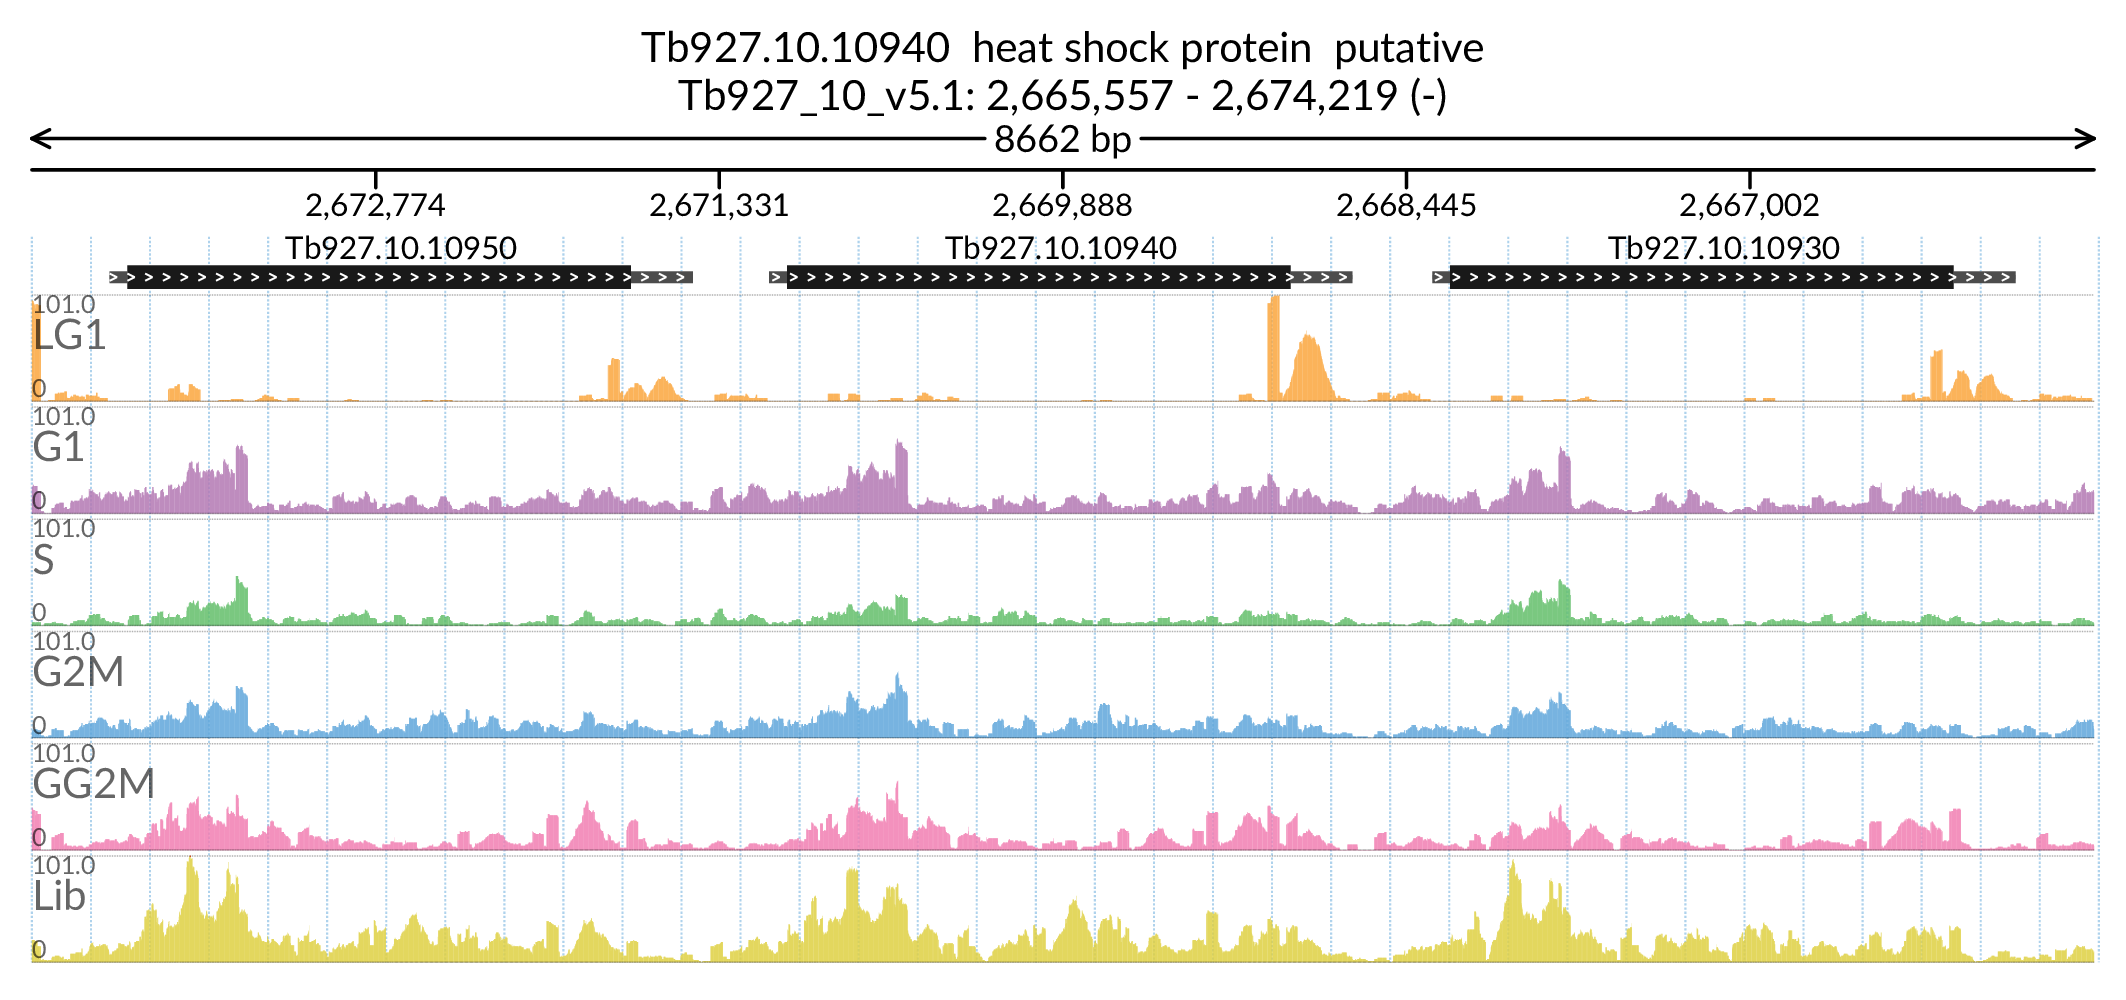 Tb927.10.10940  heat shock protein  putative
Tb927_10_v5.1: 2,665,557 - 2,674,219 (-)
8662 bp
2,672,774 2,671,331 2,669,888 2,668,445 2,667,002
Tb927.10.10950 Tb927.10.10940 Tb927.10.10930
101.0
LG1
0
101.0
G1
0
101.0
S
0
101.0
G2M
0
101.0
GG2M
0
101.0
Lib
0